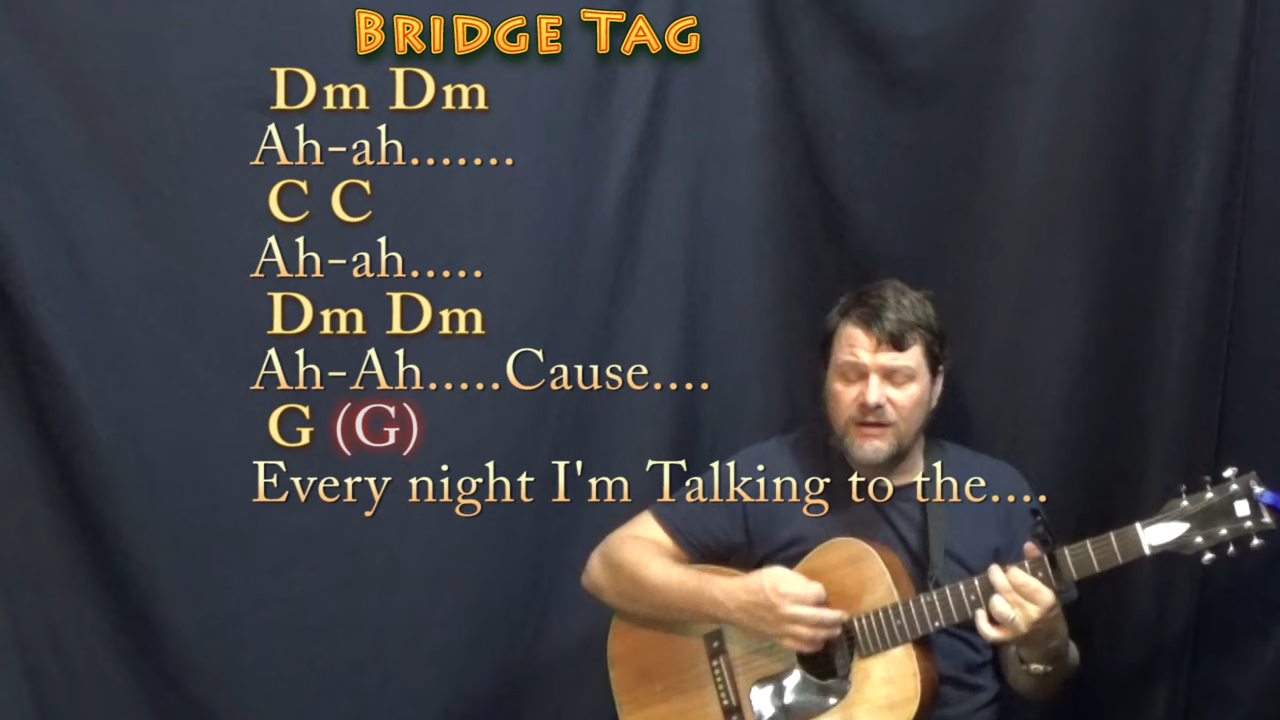 BRIDGE TAG
Dm Dm
Ah-ah.......
C C
Ah-ah.....
Dm Dm
Ah-Ah.....Cause....
G (G)
Every night I'm Talking to the....